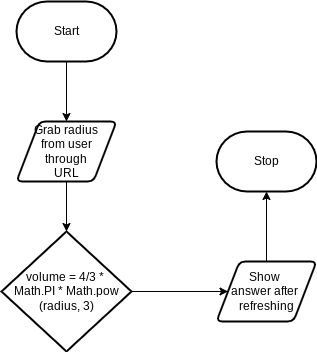 Start
Grab radius
from user
through
URL
volume = 4/3 *
Math.PI * Math.pow
(radius, 3)
Show
answer after
refreshing
Stop